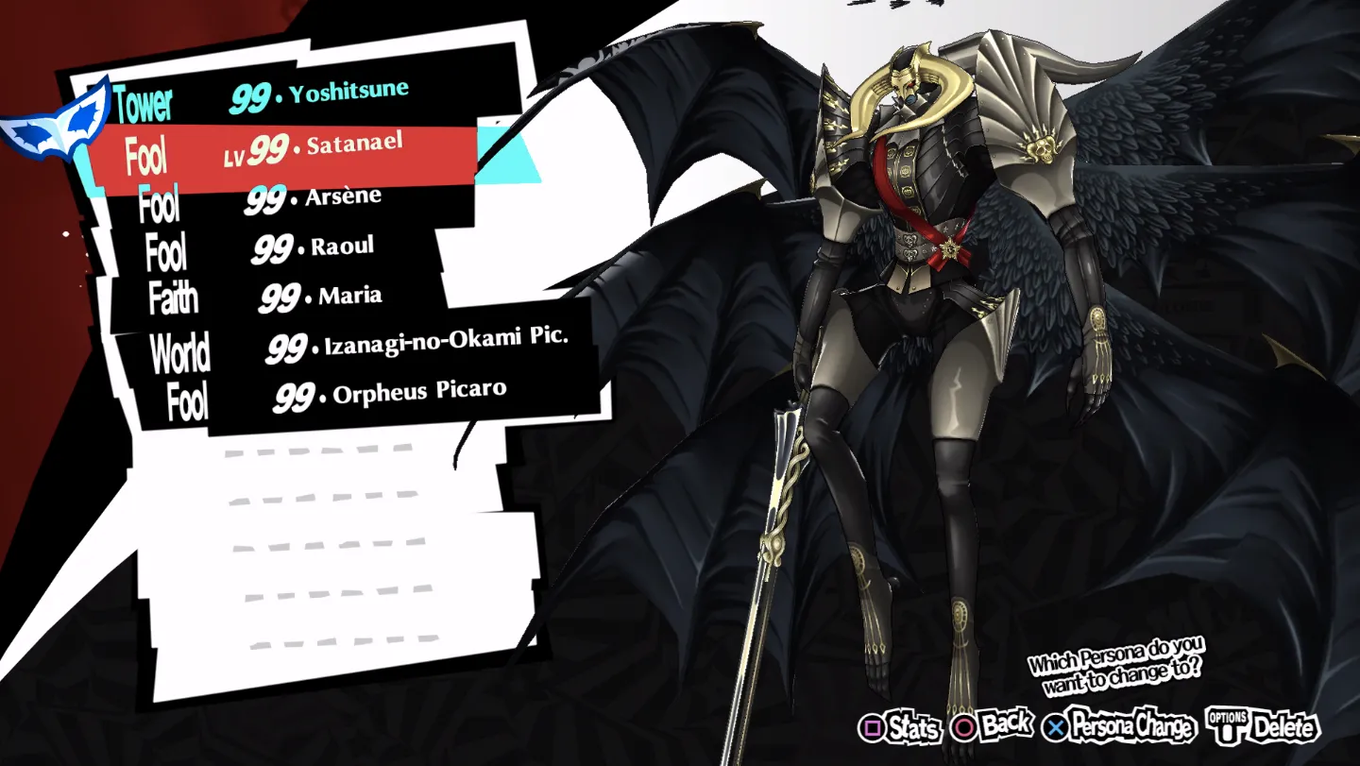 Tower 99 • Yoshitsune
Fool LV 99 • Satanael
Fool 99 • Arsène
Fool 99 • Raoul
Faith 99 • Maria
World 99 • Izanagi-no-Okami Pic.
Fool 99 • Orpheus Picaro
Which Persona do you
want to change to?
Stats Back Persona Change OPTIONS Delete